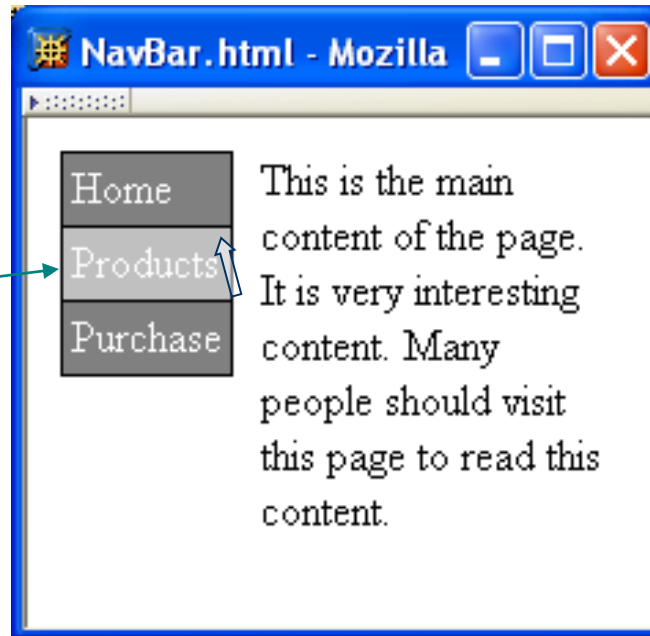 NavBar.html - Mozilla
Home
Products
Purchase
This is the main
content of the page.
It is very interesting
content. Many
people should visit
this page to read this
content.